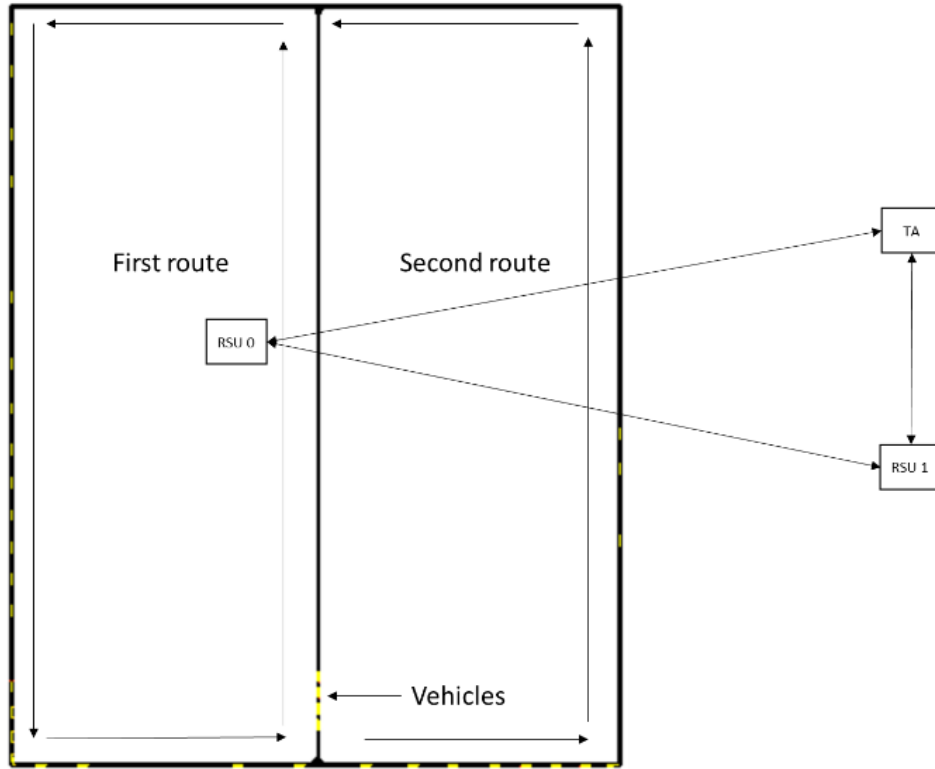 TA
First route
Second route
RSU 0
RSU 1
Vehicles